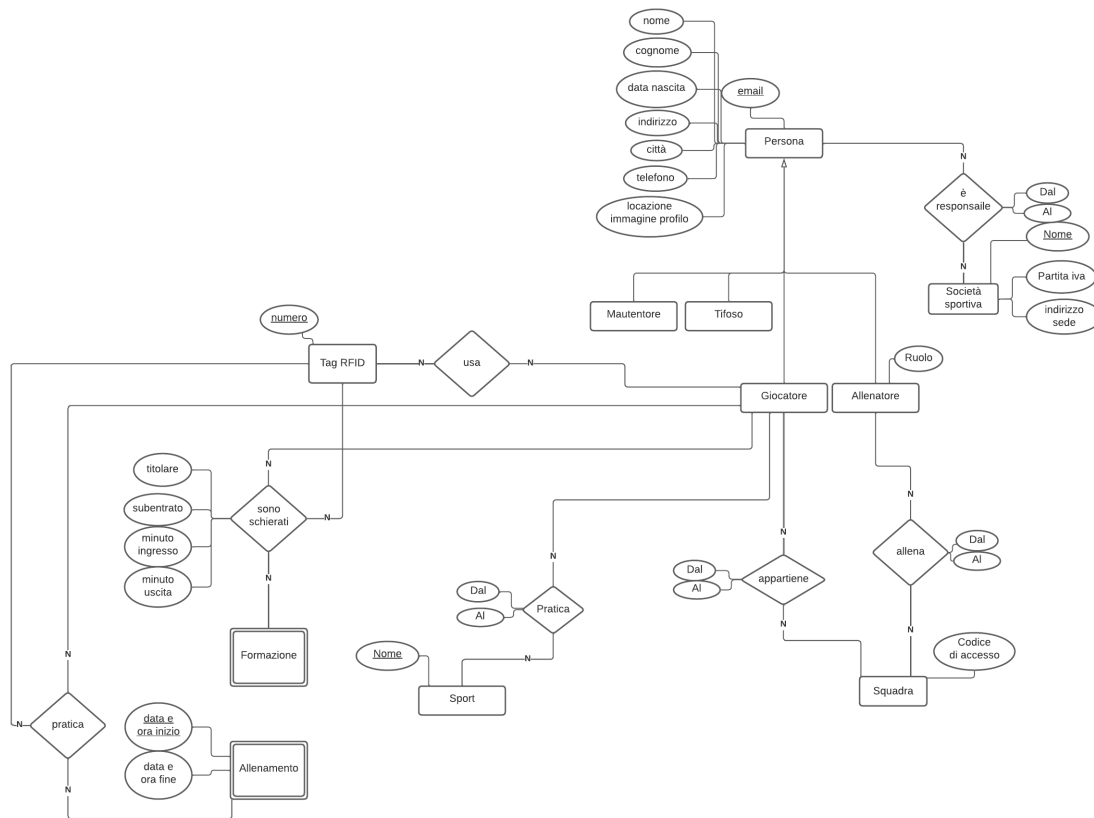 nome
cognome
data nascita
email
indirizzo
Persona
città
telefono
locazione
immagine profilo
N
è
responsaile
Dal
Al
Nome
N
Società
sportiva
Partita iva
indirizzo
sede
Mautentore
Tifoso
numero
Tag RFID
N
usa
N
Ruolo
Giocatore
Allenatore
titolare
subentrato
minuto
ingresso
minuto
uscita
N
sono
schierati
N
N
Formazione
N
Dal
Al
Pratica
N
Nome
Sport
N
Dal
Al
appartiene
N
N
allena
Dal
Al
N
Codice
di accesso
Squadra
N
N
pratica
N
data e
ora inizio
data e
ora fine
Allenamento